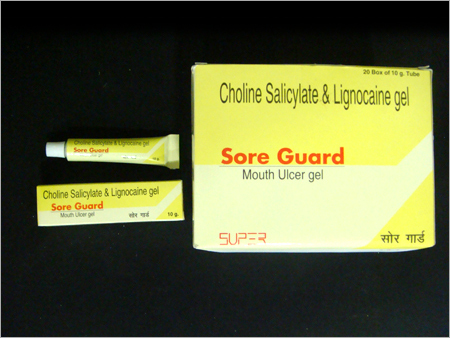 Choline Salicylate & Lignocaine gel
Sore Guard
Choline Salicylate & Lignocaine gel
Sore Guard
Mouth Ulcer gel
सोर गार्ड
10 g.
20 Box of 10 g. Tube
Choline Salicylate & Lignocaine gel
Sore Guard
Mouth Ulcer gel
SUPER
सोर गार्ड